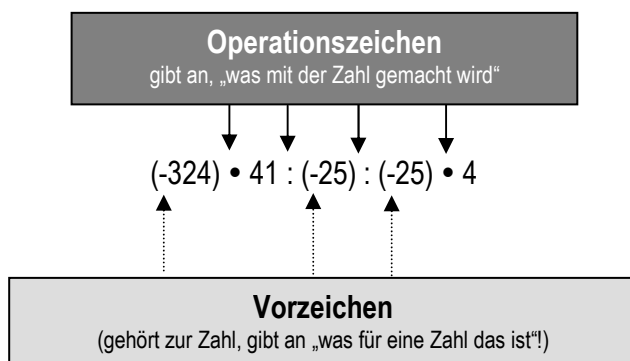 Operationszeichen
gibt an, „was mit der Zahl gemacht wird“
(-324) • 41 : (-25) : (-25) • 4
Vorzeichen
(gehört zur Zahl, gibt an „was für eine Zahl das ist“!)